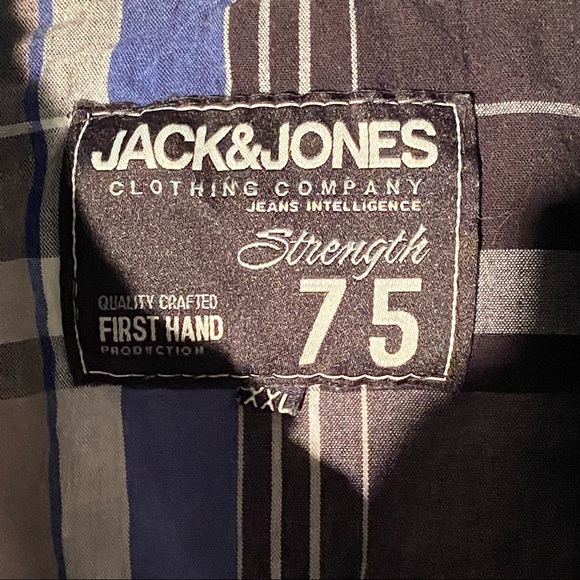 JACK&JONES
CLOTHING COMPANY
JEANS INTELLIGENCE
Strength
75
QUALITY CRAFTED
FIRST HAND
PRODUCTION
XXL